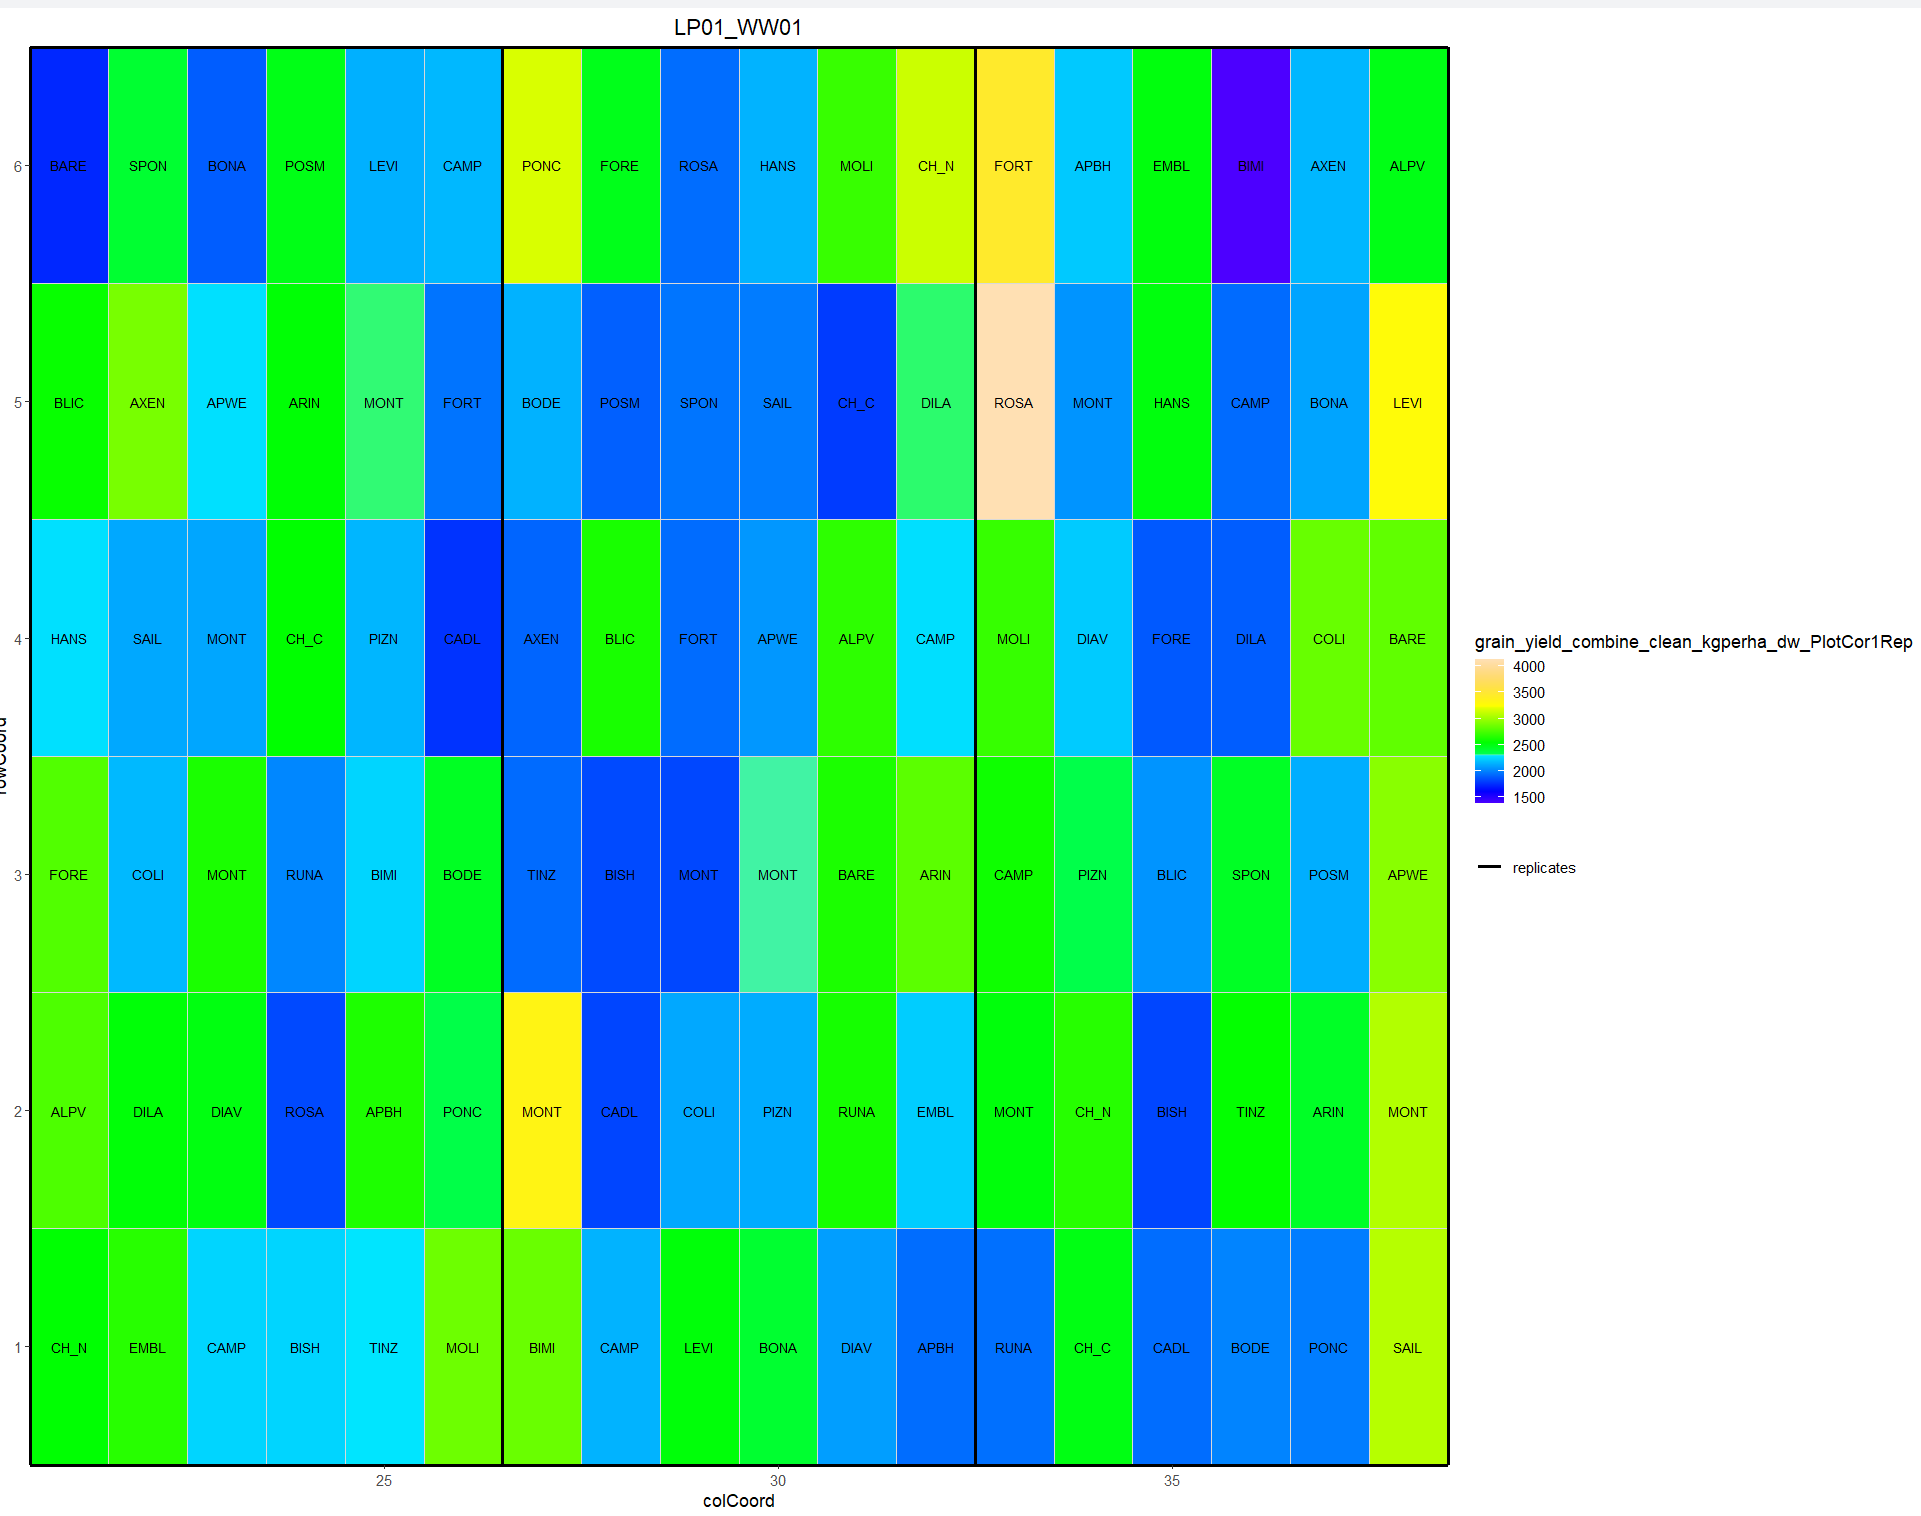 LP01_WW01
6 BARE SPON BONA POSM LEVI CAMP PONC FORE ROSA HANS MOLI CH_N FORT APBH EMBL BIMI AXEN ALPV
5 BLIC AXEN APWE ARIN MONT FORT BODE POSM SPON SAIL CH_C DILA ROSA MONT HANS CAMP BONA LEVI
4 HANS SAIL MONT CH_C PIZN CADL AXEN BLIC FORT APWE ALPV CAMP MOLI DIAV FORE DILA COLI BARE
3 FORE COLI MONT RUNA BIMI BODE TINZ BISH MONT MONT BARE ARIN CAMP PIZN BLIC SPON POSM APWE
2 ALPV DILA DIAV ROSA APBH PONC MONT CADL COLI PIZN RUNA EMBL MONT CH_N BISH TINZ ARIN MONT
1 CH_N EMBL CAMP BISH TINZ MOLI BIMI CAMP LEVI BONA DIAV APBH RUNA CH_C CADL BODE PONC SAIL
25 30 35
colCoord
rowCoord
grain_yield_combine_clean_kgperha_dw_PlotCor1Rep
4000
3500
3000
2500
2000
1500
replicates